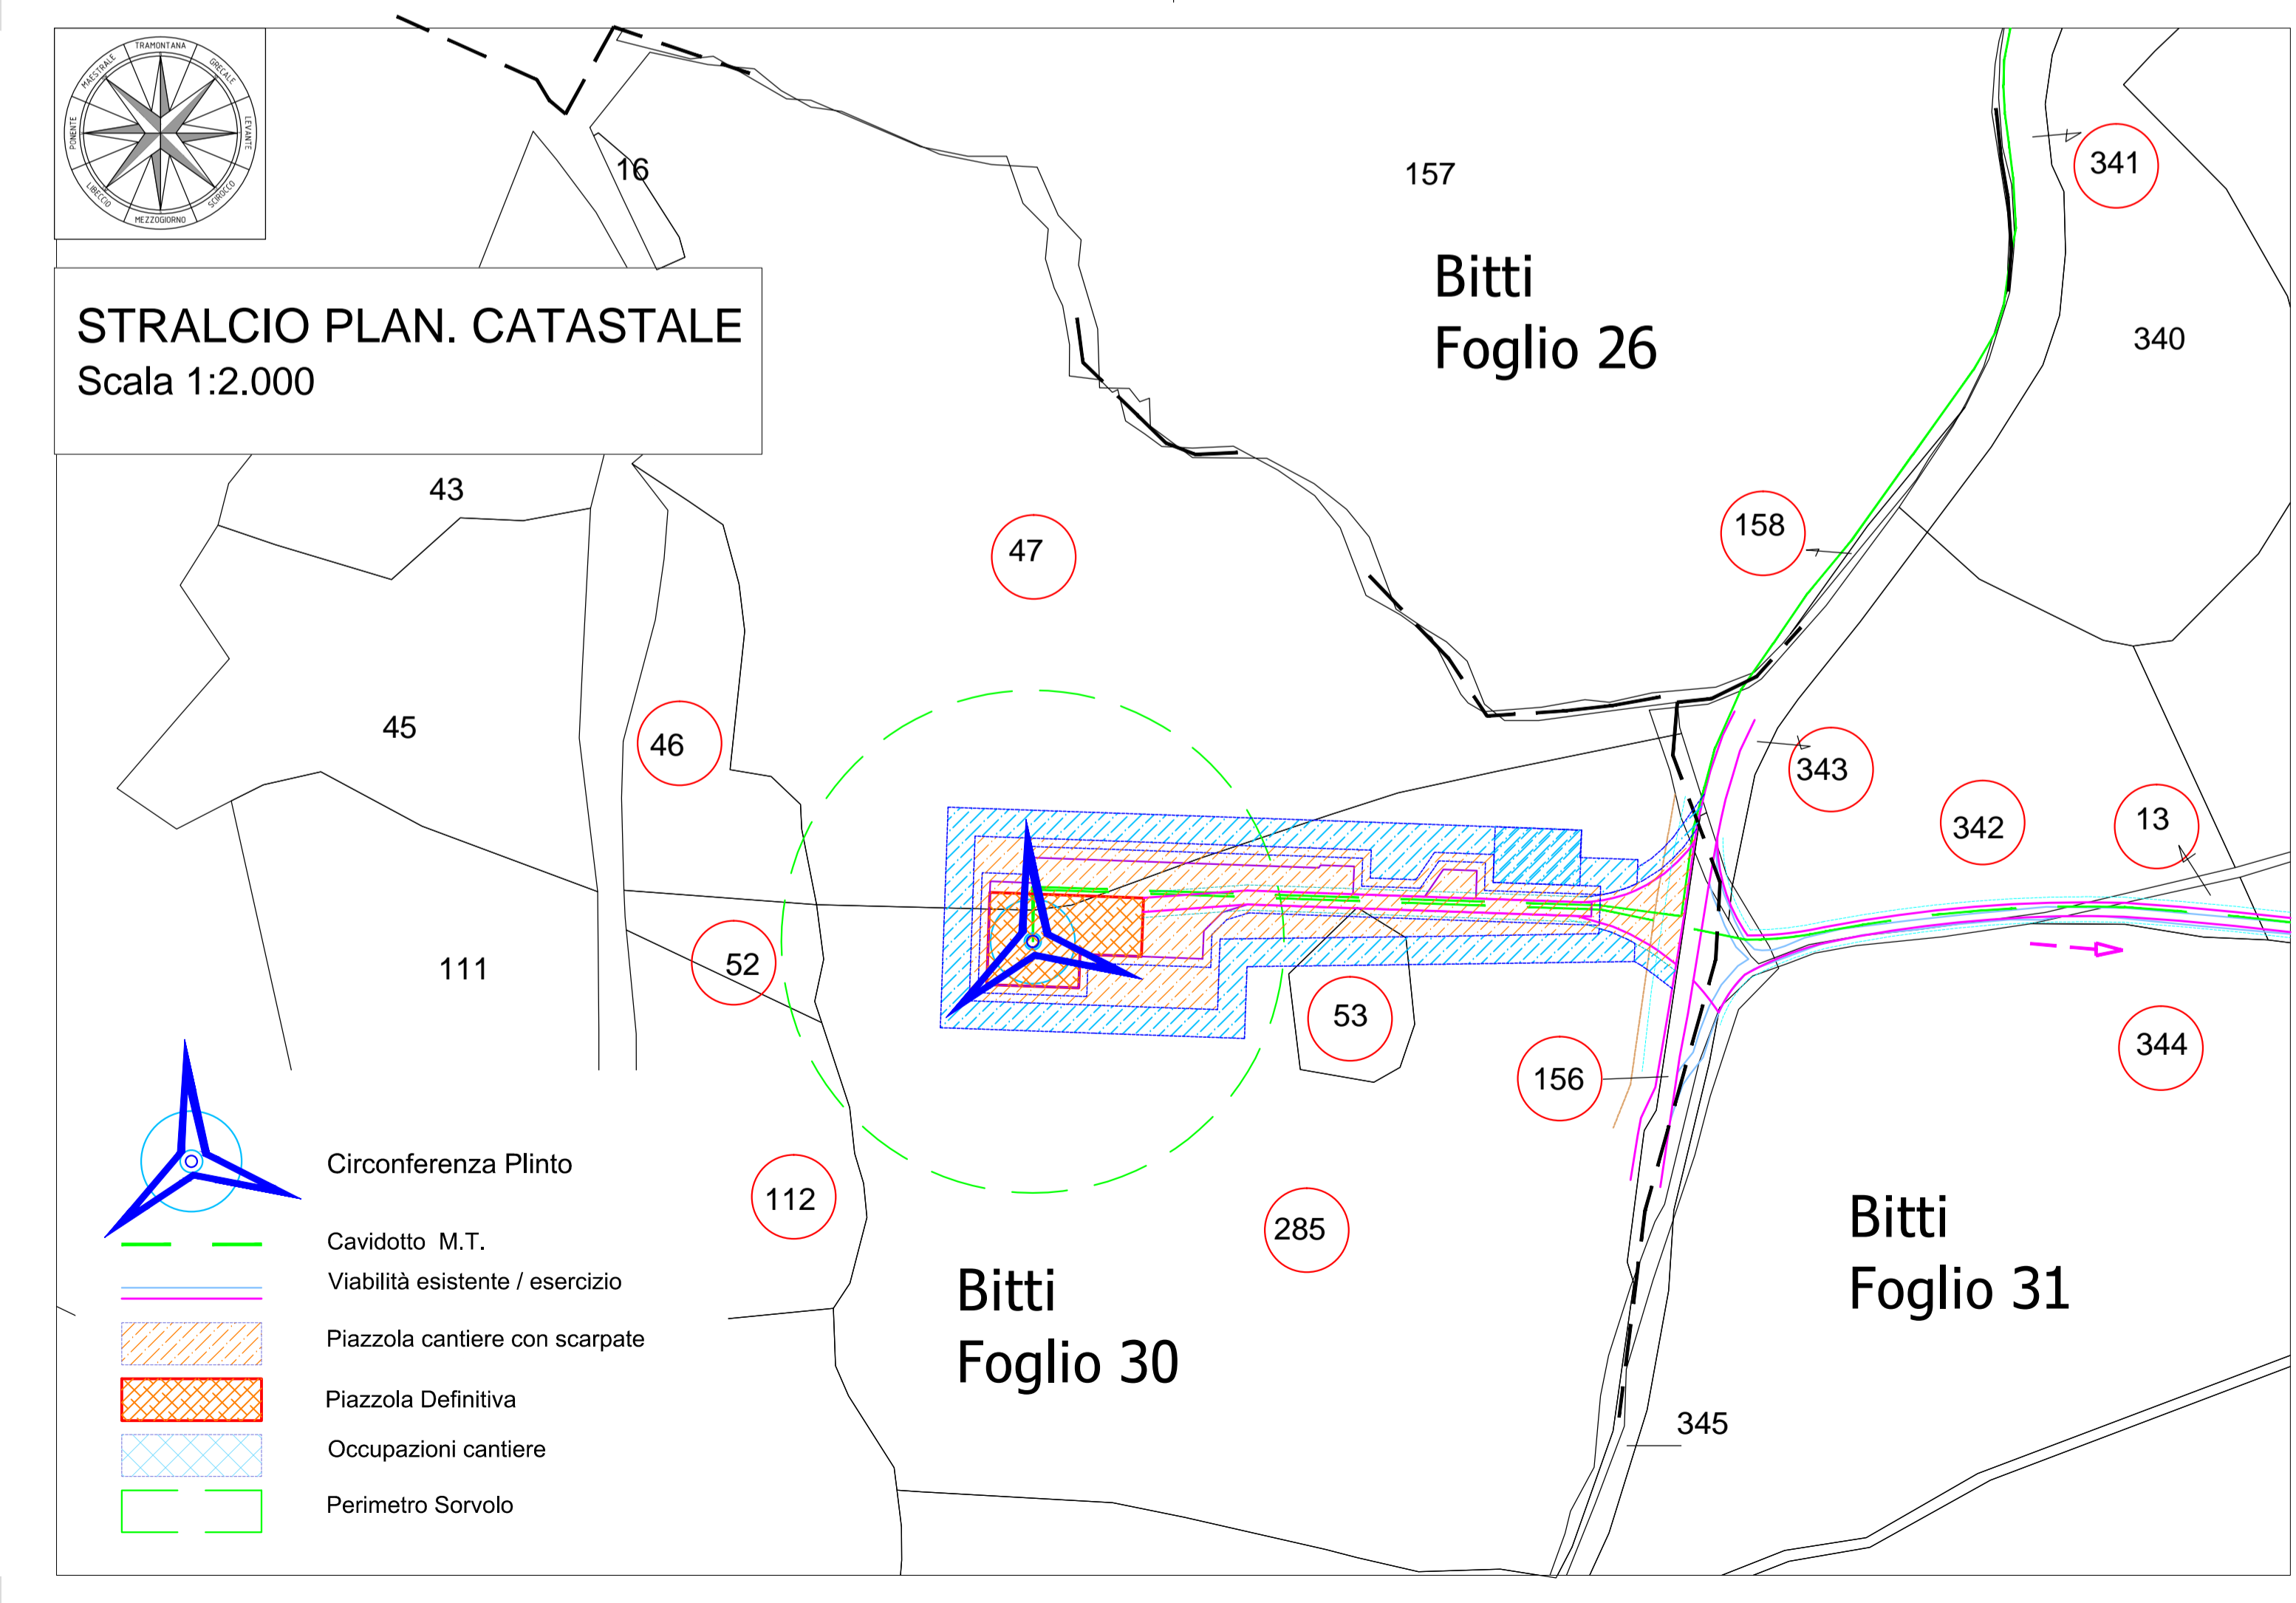 TRAMONTANA
MAESTRALE
GRECALE
PONENTE
LEVANTE
LIBECCIO
SCIROCCO
MEZZOGIORNO
STRALCIO PLAN. CATASTALE
Scala 1:2.000
16
157
341
Bitti
Foglio 26
340
43
47
158
45
46
343
342
13
111
52
53
156
344
112
285
Bitti
Foglio 30
Bitti
Foglio 31
345
Circonferenza Plinto
Cavidotto M.T.
Viabilità esistente / esercizio
Piazzola cantiere con scarpate
Piazzola Definitiva
Occupazioni cantiere
Perimetro Sorvolo